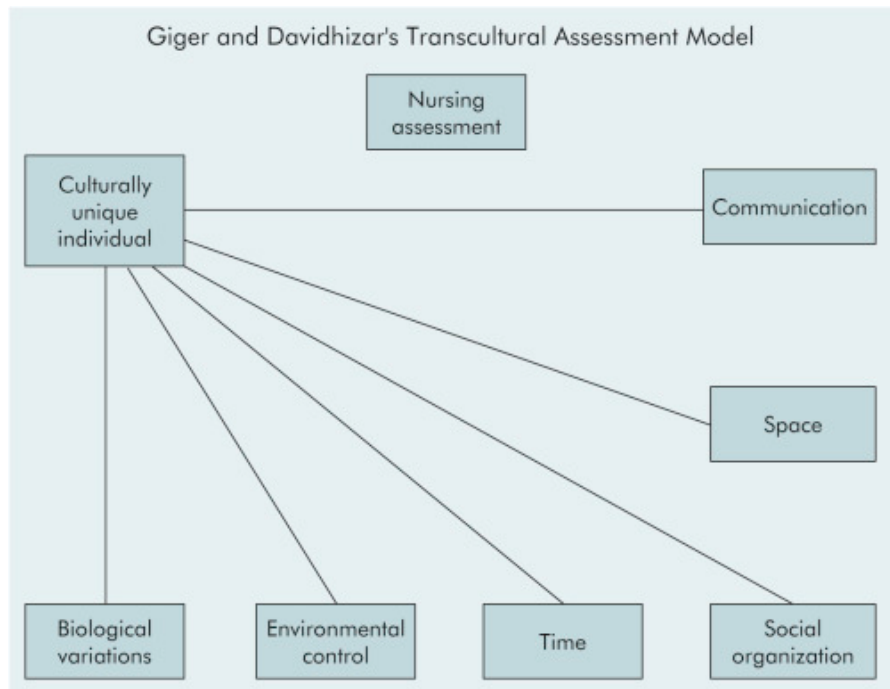 Giger and Davidhizar's Transcultural Assessment Model
Nursing
assessment
Culturally
unique
individual
Communication
Space
Biological
variations
Environmental
control
Time
Social
organization